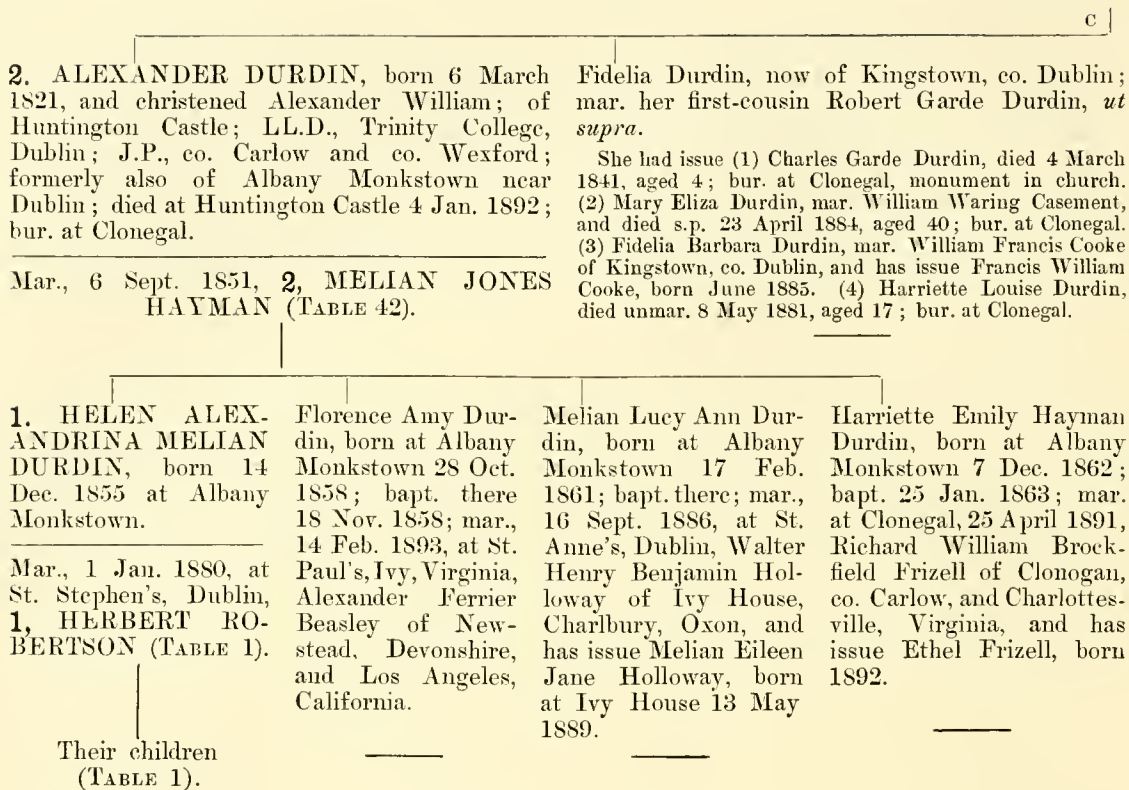 c
2. ALEXANDER DURDIN, born 6 March
1821, and christened Alexander William; of
Huntington Castle; LL.D., Trinity College,
Dublin; J.P., co. Carlow and co. Wexford;
formerly also of Albany Monkstown near
Dublin; died at Huntington Castle 4 Jan. 1892;
bur. at Clonegal.
Mar., 6 Sept. 1851, 2, MELIAN JONES
HAYMAN (TABLE 42).
Fidelia Durdin, now of Kingstown, co. Dublin;
mar. her first-cousin Robert Garde Durdin, ut
supra.
She had issue (1) Charles Garde Durdin, died 4 March
1841, aged 4; bur. at Clonegal, monument in church.
(2) Mary Eliza Durdin, mar. William Waring Casement,
and died s.p. 23 April 1884, aged 40; bur. at Clonegal.
(3) Fidelia Barbara Durdin, mar. William Francis Cooke
of Kingstown, co. Dublin, and has issue Francis William
Cooke, born June 1885. (4) Harriette Louise Durdin,
died unmar. 8 May 1881, aged 17; bur. at Clonegal.
1. HELEN ALEX-
ANDRINA MELIAN
DURDIN, born 14
Dec. 1855 at Albany
Monkstown.
Mar., 1 Jan. 1880, at
St. Stephen's, Dublin,
1, HERBERT RO-
BERTSON (TABLE 1).
Their children
(TABLE 1).
Florence Amy Dur-
din, born at Albany
Monkstown 28 Oct.
1858; bapt. there
18 Nov. 1858; mar.,
14 Feb. 1893, at St.
Paul's, Ivy, Virginia,
Alexander Ferrier
Beasley of New-
stead, Devonshire,
and Los Angeles,
California.
Melian Lucy Ann Dur-
din, born at Albany
Monkstown 17 Feb.
1861; bapt. there; mar.,
16 Sept. 1886, at St.
Anne's, Dublin, Walter
Henry Benjamin Hol-
loway of Ivy House,
Charlbury, Oxon, and
has issue Melian Eileen
Jane Holloway, born
at Ivy House 13 May
1889.
Harriette Emily Hayman
Durdin, born at Albany
Monkstown 7 Dec. 1862;
bapt. 25 Jan. 1863; mar.
at Clonegal, 25 April 1891,
Richard William Brock-
field Frizell of Clonogan,
co. Carlow, and Charlottes-
ville, Virginia, and has
issue Ethel Frizell, born
1892.